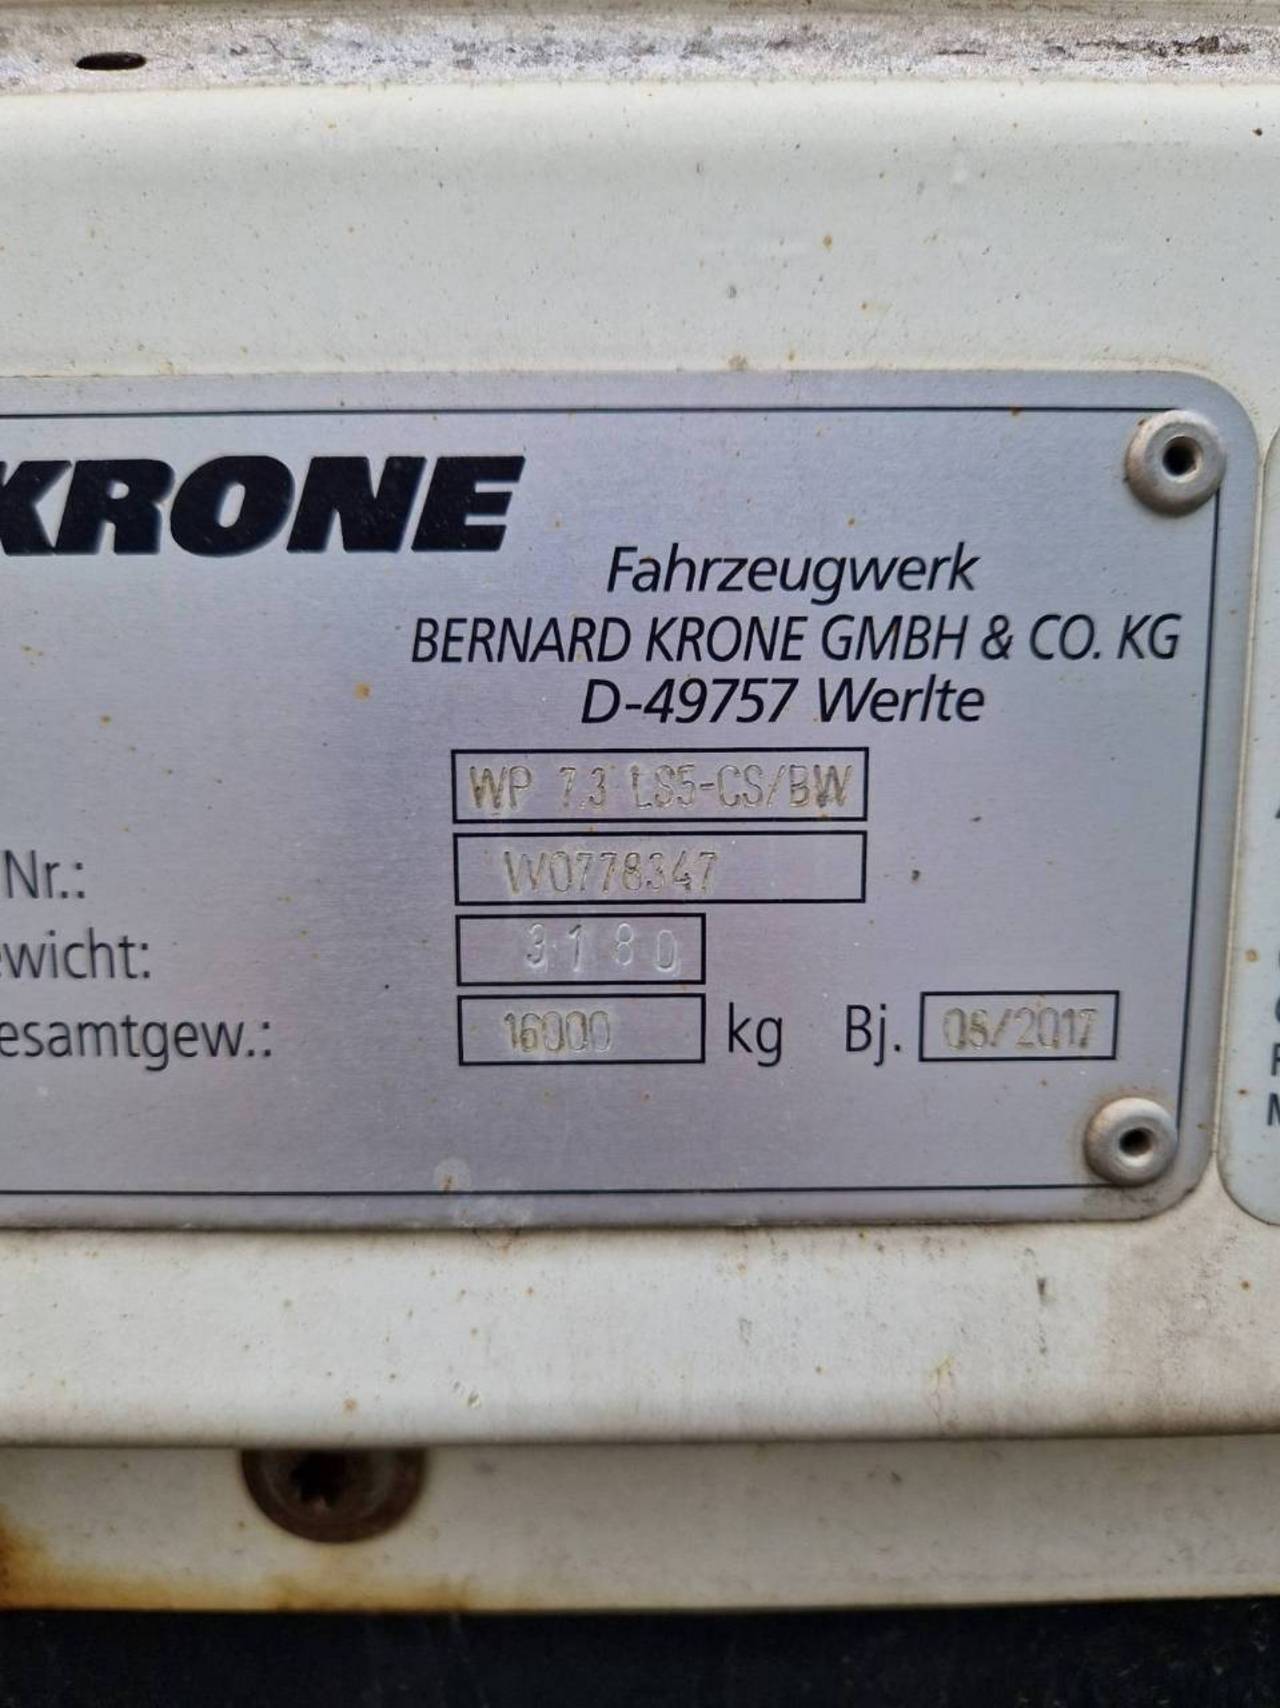 KRONE
Fahrzeugwerk
BERNARD KRONE GMBH & CO. KG
D-49757 Werlte
WP 7.3 LS5-CS/BW
Nr.: W0778347
ewicht: 3180
esamtgew.: 16000 kg Bj. /2017